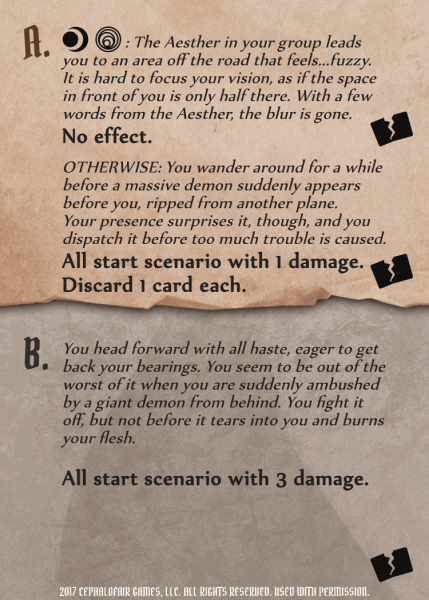 A. : The Aesther in your group leads
you to an area off the road that feels...fuzzy.
It is hard to focus your vision, as if the space
in front of you is only half there. With a few
words from the Aesther, the blur is gone.
No effect.
OTHERWISE: You wander around for a while
before a massive demon suddenly appears
before you, ripped from another plane.
Your presence surprises it, though, and you
dispatch it before too much trouble is caused.
All start scenario with 1 damage.
Discard 1 card each.
B. You head forward with all haste, eager to get
back your bearings. You seem to be out of the
worst of it when you are suddenly ambushed
by a giant demon from behind. You fight it
off, but not before it tears into you and burns
your flesh.
All start scenario with 3 damage.
2017 CEPHALOFAIR GAMES, LLC. ALL RIGHTS RESERVED. USED WITH PERMISSION.